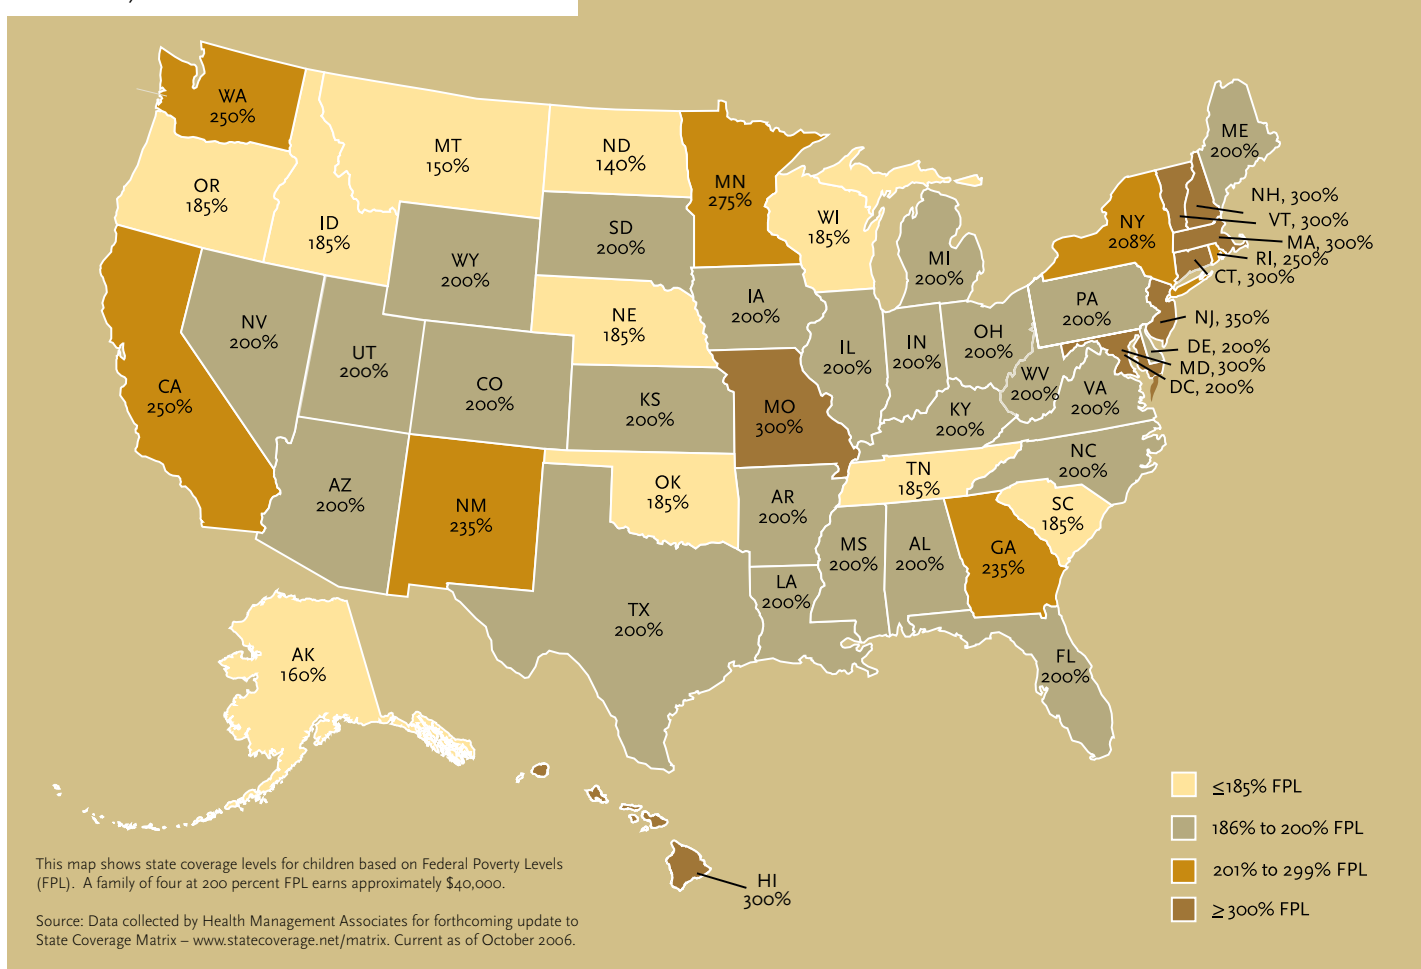 WA
250%
MT
150%
ND
140%
MN
275%
ME
200%
OR
185%
ID
185%
WI
185%
NH, 300%
VT, 300%
NY
208%
MA, 300%
RI, 250%
CT, 300%
SD
200%
WY
200%
MI
200%
IA
200%
PA
200%
NE
185%
NJ, 350%
NV
200%
UT
200%
IL
200%
IN
200%
OH
200%
DE, 200%
MD, 300%
DC, 200%
CA
250%
CO
200%
KS
200%
MO
300%
WV
200%
VA
200%
KY
200%
NC
200%
TN
185%
AZ
200%
NM
235%
OK
185%
AR
200%
SC
185%
MS
200%
AL
200%
GA
235%
LA
200%
TX
200%
FL
200%
AK
160%
HI
300%
≤185% FPL
186% to 200% FPL
201% to 299% FPL
≥300% FPL
This map shows state coverage levels for children based on Federal Poverty Levels
(FPL). A family of four at 200 percent FPL earns approximately $40,000.
Source: Data collected by Health Management Associates for forthcoming update to
State Coverage Matrix – www.statecoverage.net/matrix. Current as of October 2006.